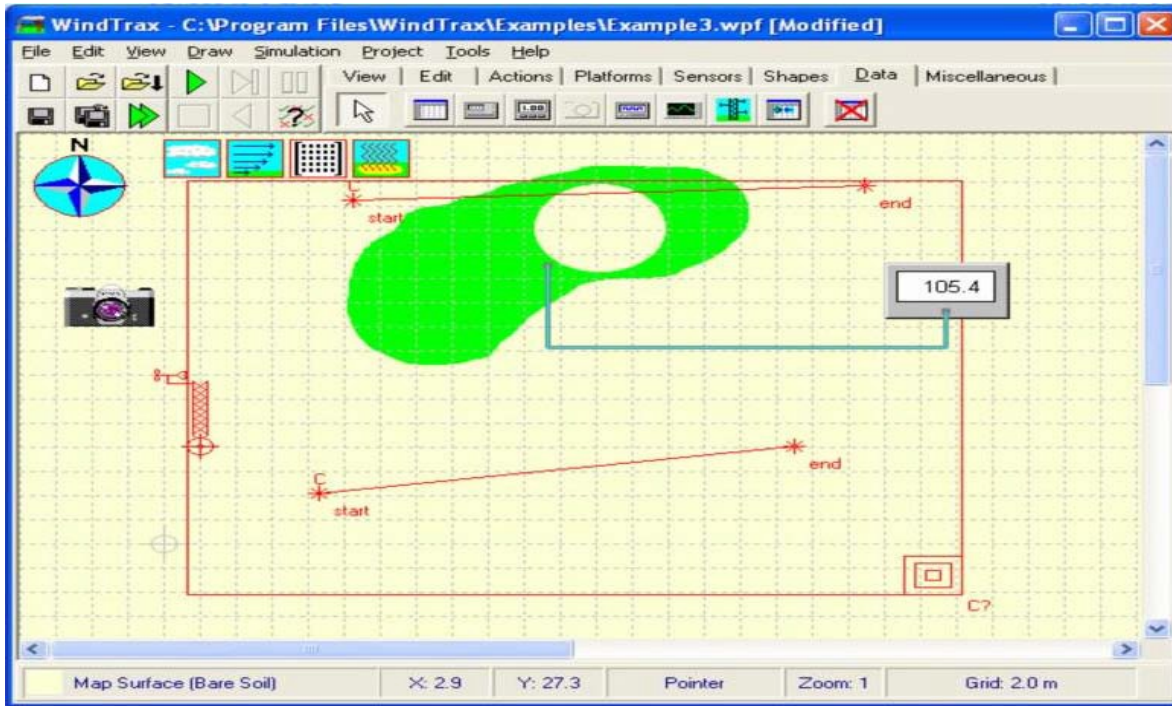 WindTrax - C:\Program Files\WindTrax\Examples\Example3.wpf [Modified]
File Edit View Draw Simulation Project Tools Help
View Edit Actions Platforms Sensors Shapes Data Miscellaneous
1.00
N
start
end
105.4
C
end
start
C?
Map Surface (Bare Soil) X: 2.9 Y: 27.3 Pointer Zoom: 1 Grid: 2.0 m